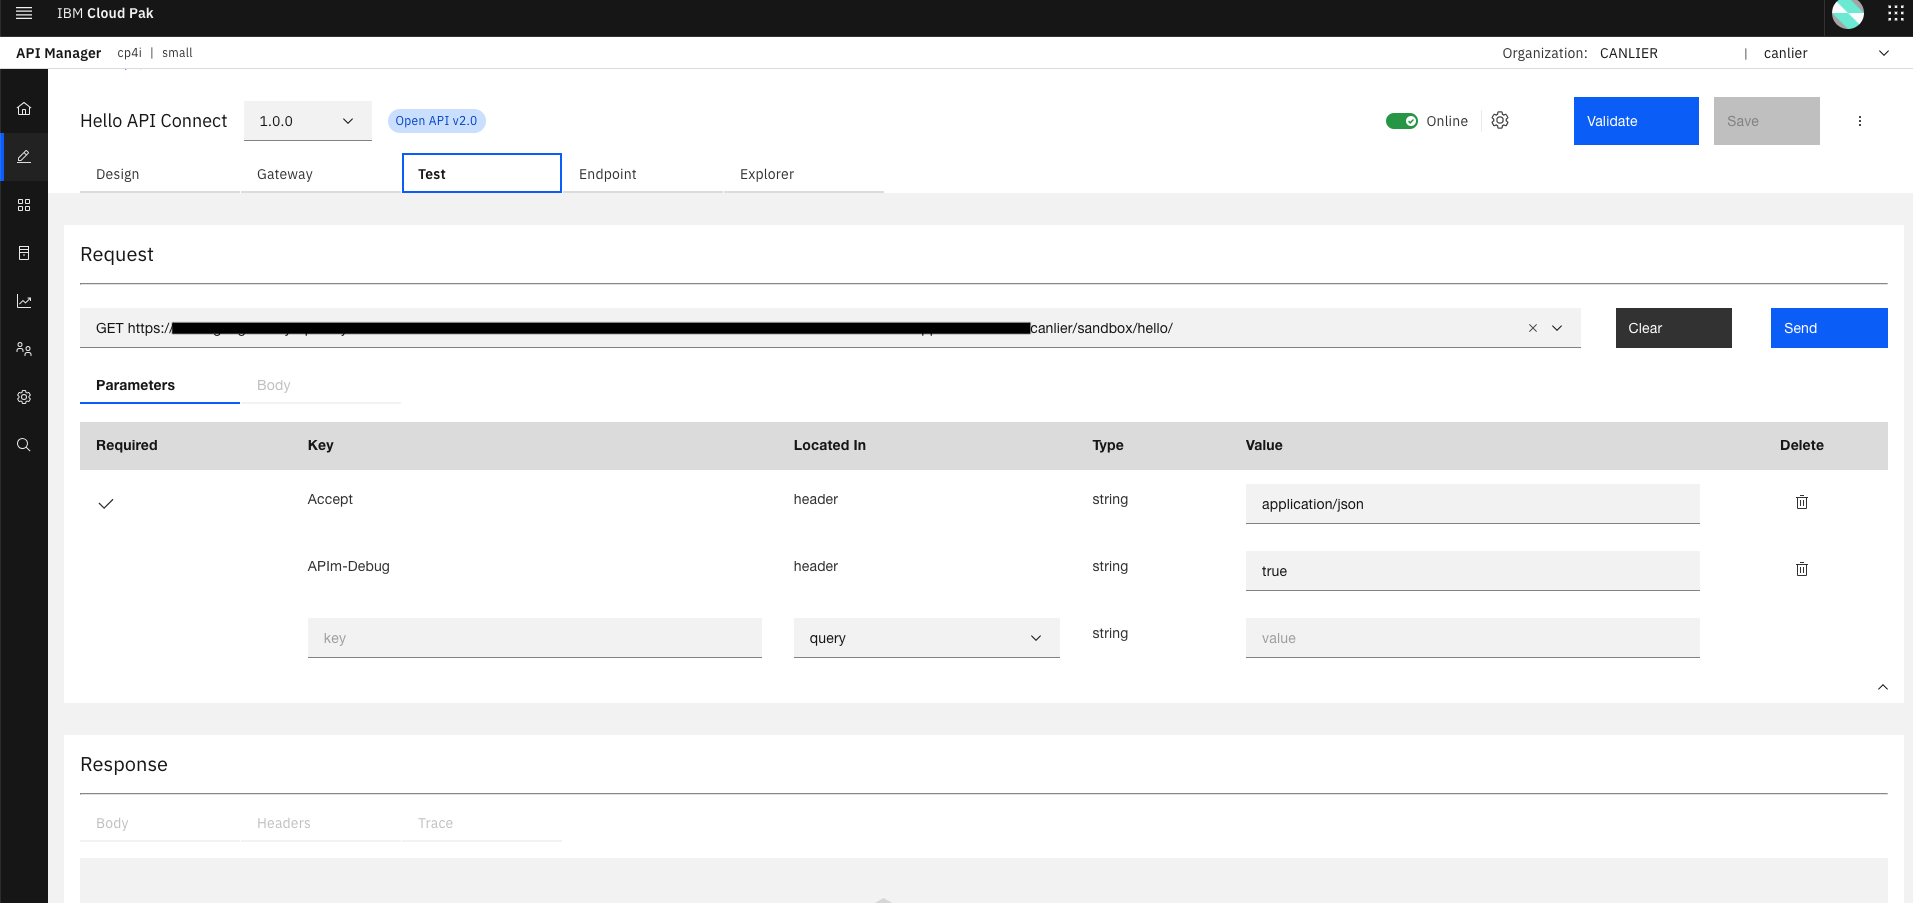 IBM Cloud Pak
API Manager cp4i | small Organization: CANLIER | canlier
Hello API Connect 1.0.0 Open API v2.0 Online Validate Save
Design Gateway Test Endpoint Explorer
Request
GET https:// canlier/sandbox/hello/ Clear Send
Parameters Body
Required Key Located In Type Value Delete
Accept header string application/json
APIm-Debug header string true
key query string value
Response
Body Headers Trace